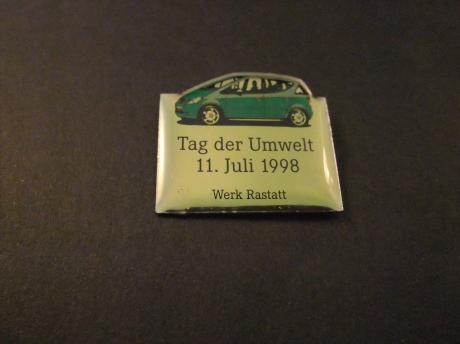 Tag der Umwelt
11. Juli 1998
Werk Rastatt